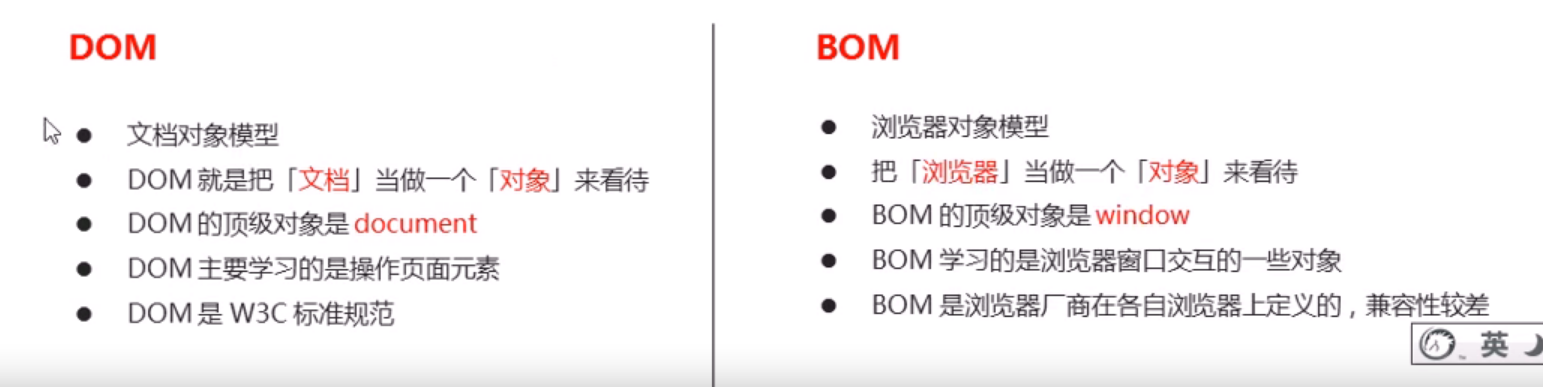 DOM
文档对象模型
DOM 就是把「文档」当做一个「对象」来看待
DOM 的顶级对象是 document
DOM 主要学习的是操作页面元素
DOM 是 W3C 标准规范
BOM
浏览器对象模型
把「浏览器」当做一个「对象」来看待
BOM 的顶级对象是 window
BOM 学习的是浏览器窗口交互的一些对象
BOM 是浏览器厂商在各自浏览器上定义的，兼容性较差
英